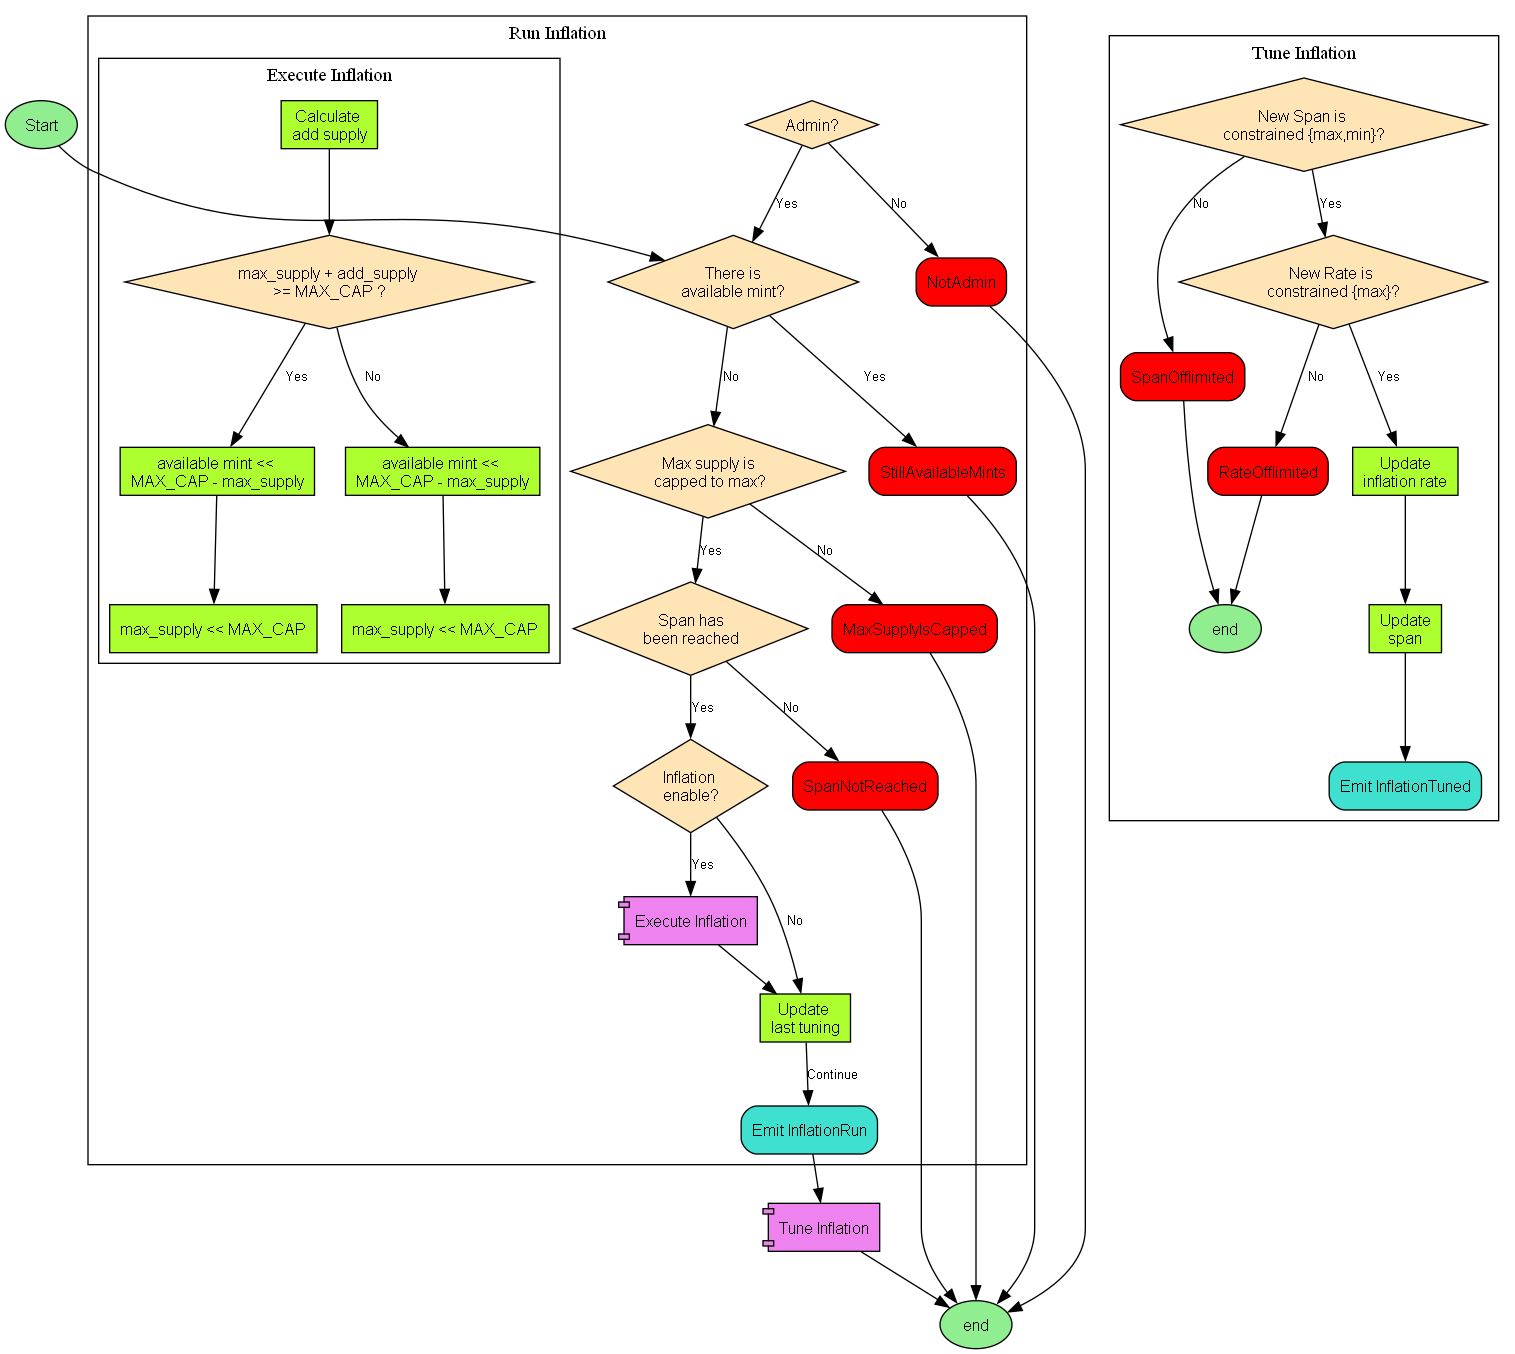 Run Inflation
Execute Inflation
Start
Calculate
add supply
max_supply + add_supply
>= MAX_CAP ?
Yes
No
available mint <<
MAX_CAP - max_supply
available mint <<
MAX_CAP - max_supply
max_supply << MAX_CAP
max_supply << MAX_CAP
Admin?
Yes
No
There is
available mint?
NotAdmin
No
Yes
Max supply is
capped to max?
StillAvailableMints
Yes
No
Span has
been reached
MaxSupplyIsCapped
Yes
No
Inflation
enable?
SpanNotReached
Yes
No
Execute Inflation
Update
last tuning
Continue
Emit InflationRun
Tune Inflation
end
Tune Inflation
New Span is
constrained {max,min}?
No
Yes
New Rate is
constrained {max}?
SpanOfflimited
No
Yes
RateOfflimited
Update
inflation rate
end
Update
span
Emit InflationTuned